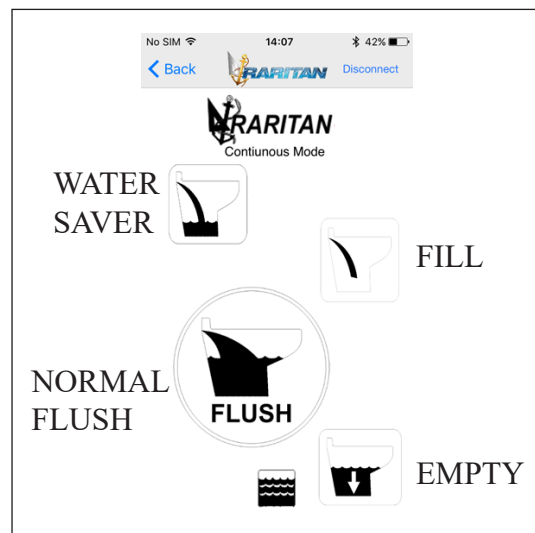 No SIM 14:07 42%
Back RARITAN Disconnect
RARITAN
Contiunous Mode
WATER
SAVER
FILL
NORMAL
FLUSH
FLUSH
EMPTY